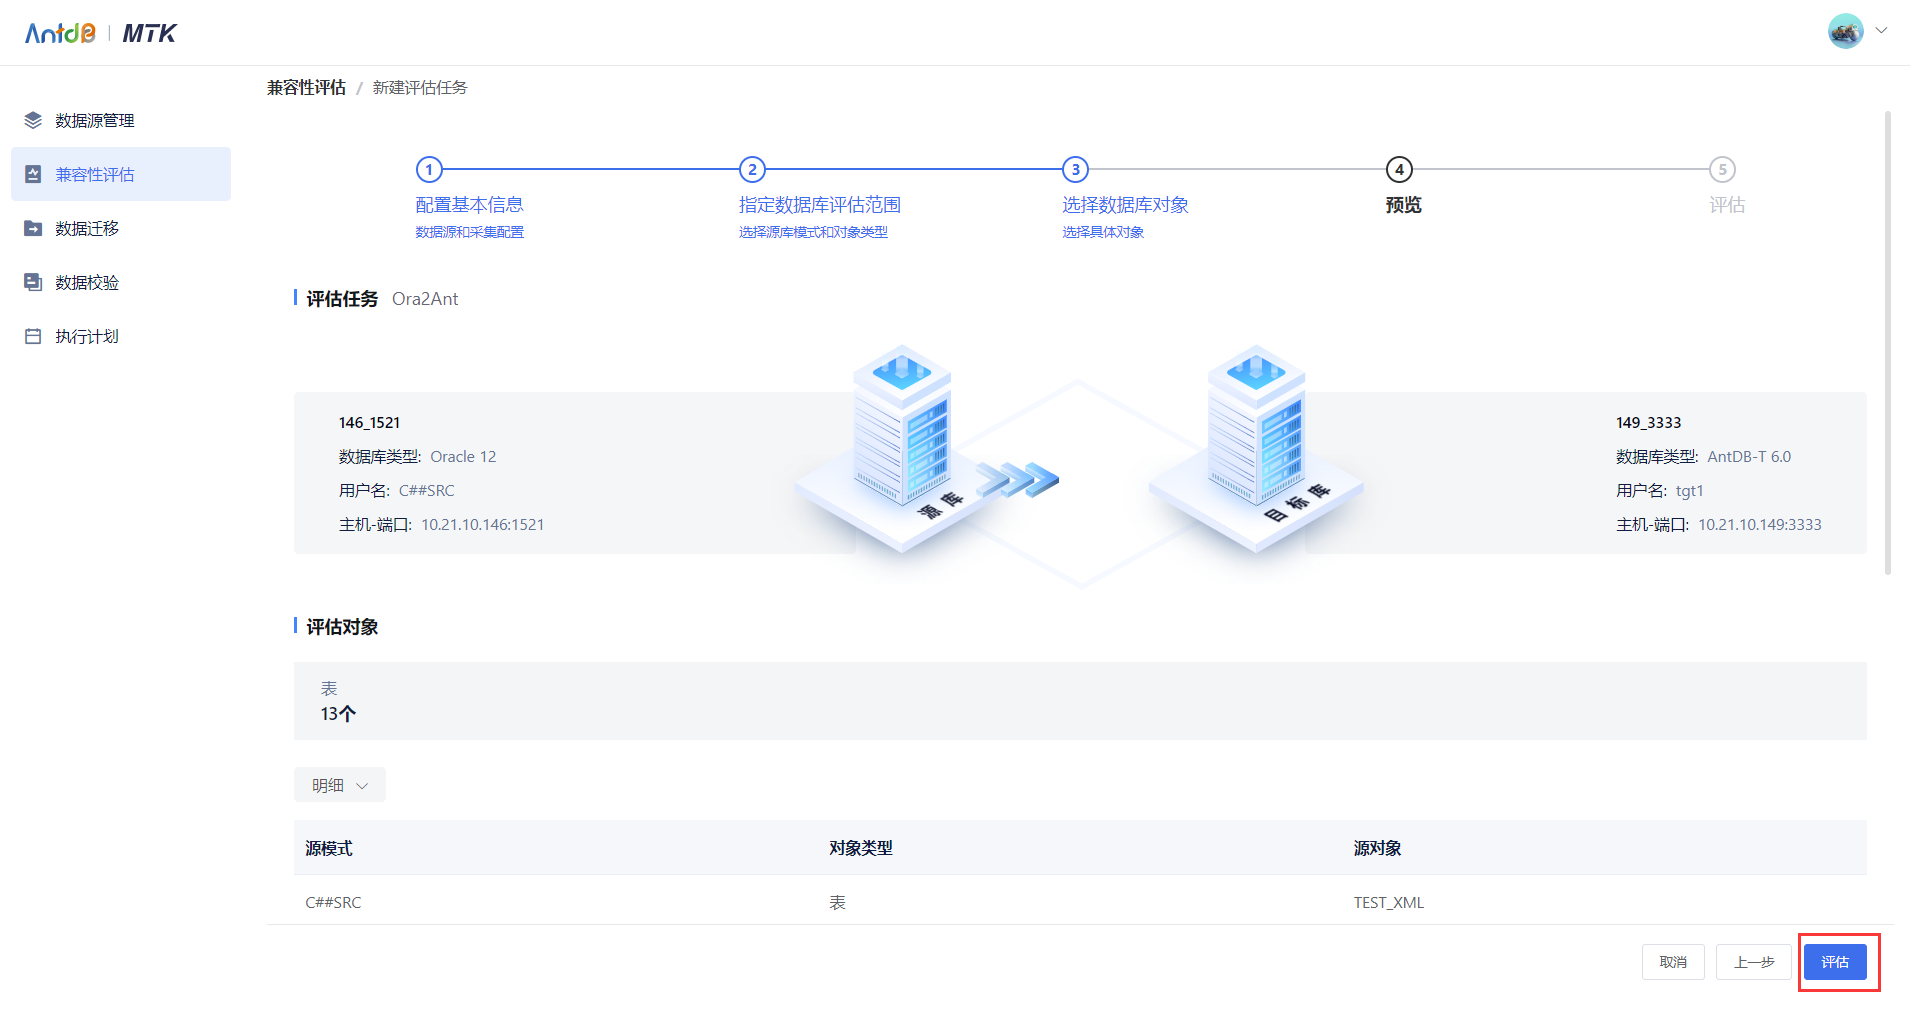 AntdB | MTK
兼容性评估 / 新建评估任务
数据源管理
兼容性评估
数据迁移
数据校验
执行计划
1 2 3 4 5
配置基本信息 指定数据库评估范围 选择数据库对象 预览 评估
数据源和采集配置 选择源库模式和对象类型 选择具体对象
评估任务 Ora2Ant
146_1521
数据库类型: Oracle 12
用户名: C##SRC
主机-端口: 10.21.10.146:1521
源库
目标库
149_3333
数据库类型: AntDB-T 6.0
用户名: tgt1
主机-端口: 10.21.10.149:3333
评估对象
表
13个
明细
源模式 对象类型 源对象
C##SRC 表 TEST_XML
取消 上一步 评估